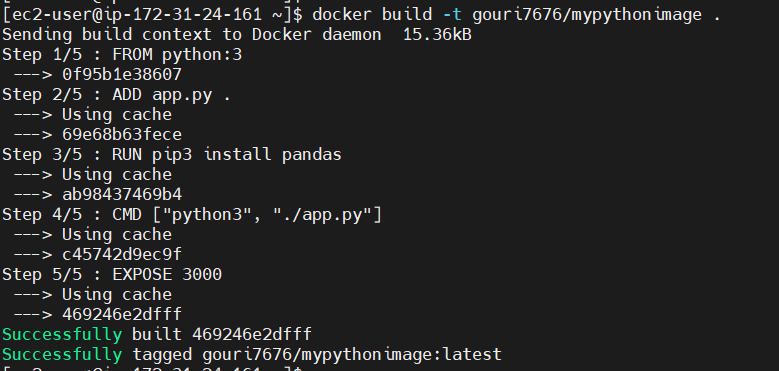 [ec2-user@ip-172-31-24-161 ~]$ docker build -t gouri7676/mypythonimage .
Sending build context to Docker daemon  15.36kB
Step 1/5 : FROM python:3
 ---> 0f95b1e38607
Step 2/5 : ADD app.py .
 ---> Using cache
 ---> 69e68b63fece
Step 3/5 : RUN pip3 install pandas
 ---> Using cache
 ---> ab98437469b4
Step 4/5 : CMD ["python3", "./app.py"]
 ---> Using cache
 ---> c45742d9ec9f
Step 5/5 : EXPOSE 3000
 ---> Using cache
 ---> 469246e2dfff
Successfully built 469246e2dfff
Successfully tagged gouri7676/mypythonimage:latest